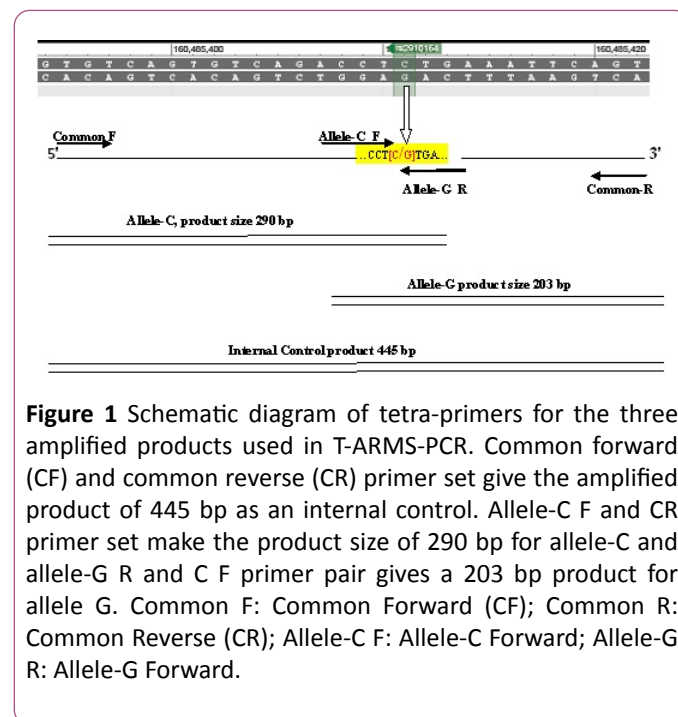 160,485,400 rs2910164 160,485,420
G T G T C A G T G T C A G A C C T C T G A A A T T C A G T
C A C A G T C A C A G T C T G G A G A C T T T A A G T C A
Common F Allele-C F
5' ...CCT[C/G]TGA... 3'
Allele-G R Common-R
Allele-C, product size 290 bp
Allele-G product size 203 bp
Internal Control product 445 bp
Figure 1 Schematic diagram of tetra-primers for the three
amplified products used in T-ARMS-PCR. Common forward
(CF) and common reverse (CR) primer set give the amplified
product of 445 bp as an internal control. Allele-C F and CR
primer set make the product size of 290 bp for allele-C and
allele-G R and C F primer pair gives a 203 bp product for
allele G. Common F: Common Forward (CF); Common R:
Common Reverse (CR); Allele-C F: Allele-C Forward; Allele-G
R: Allele-G Forward.